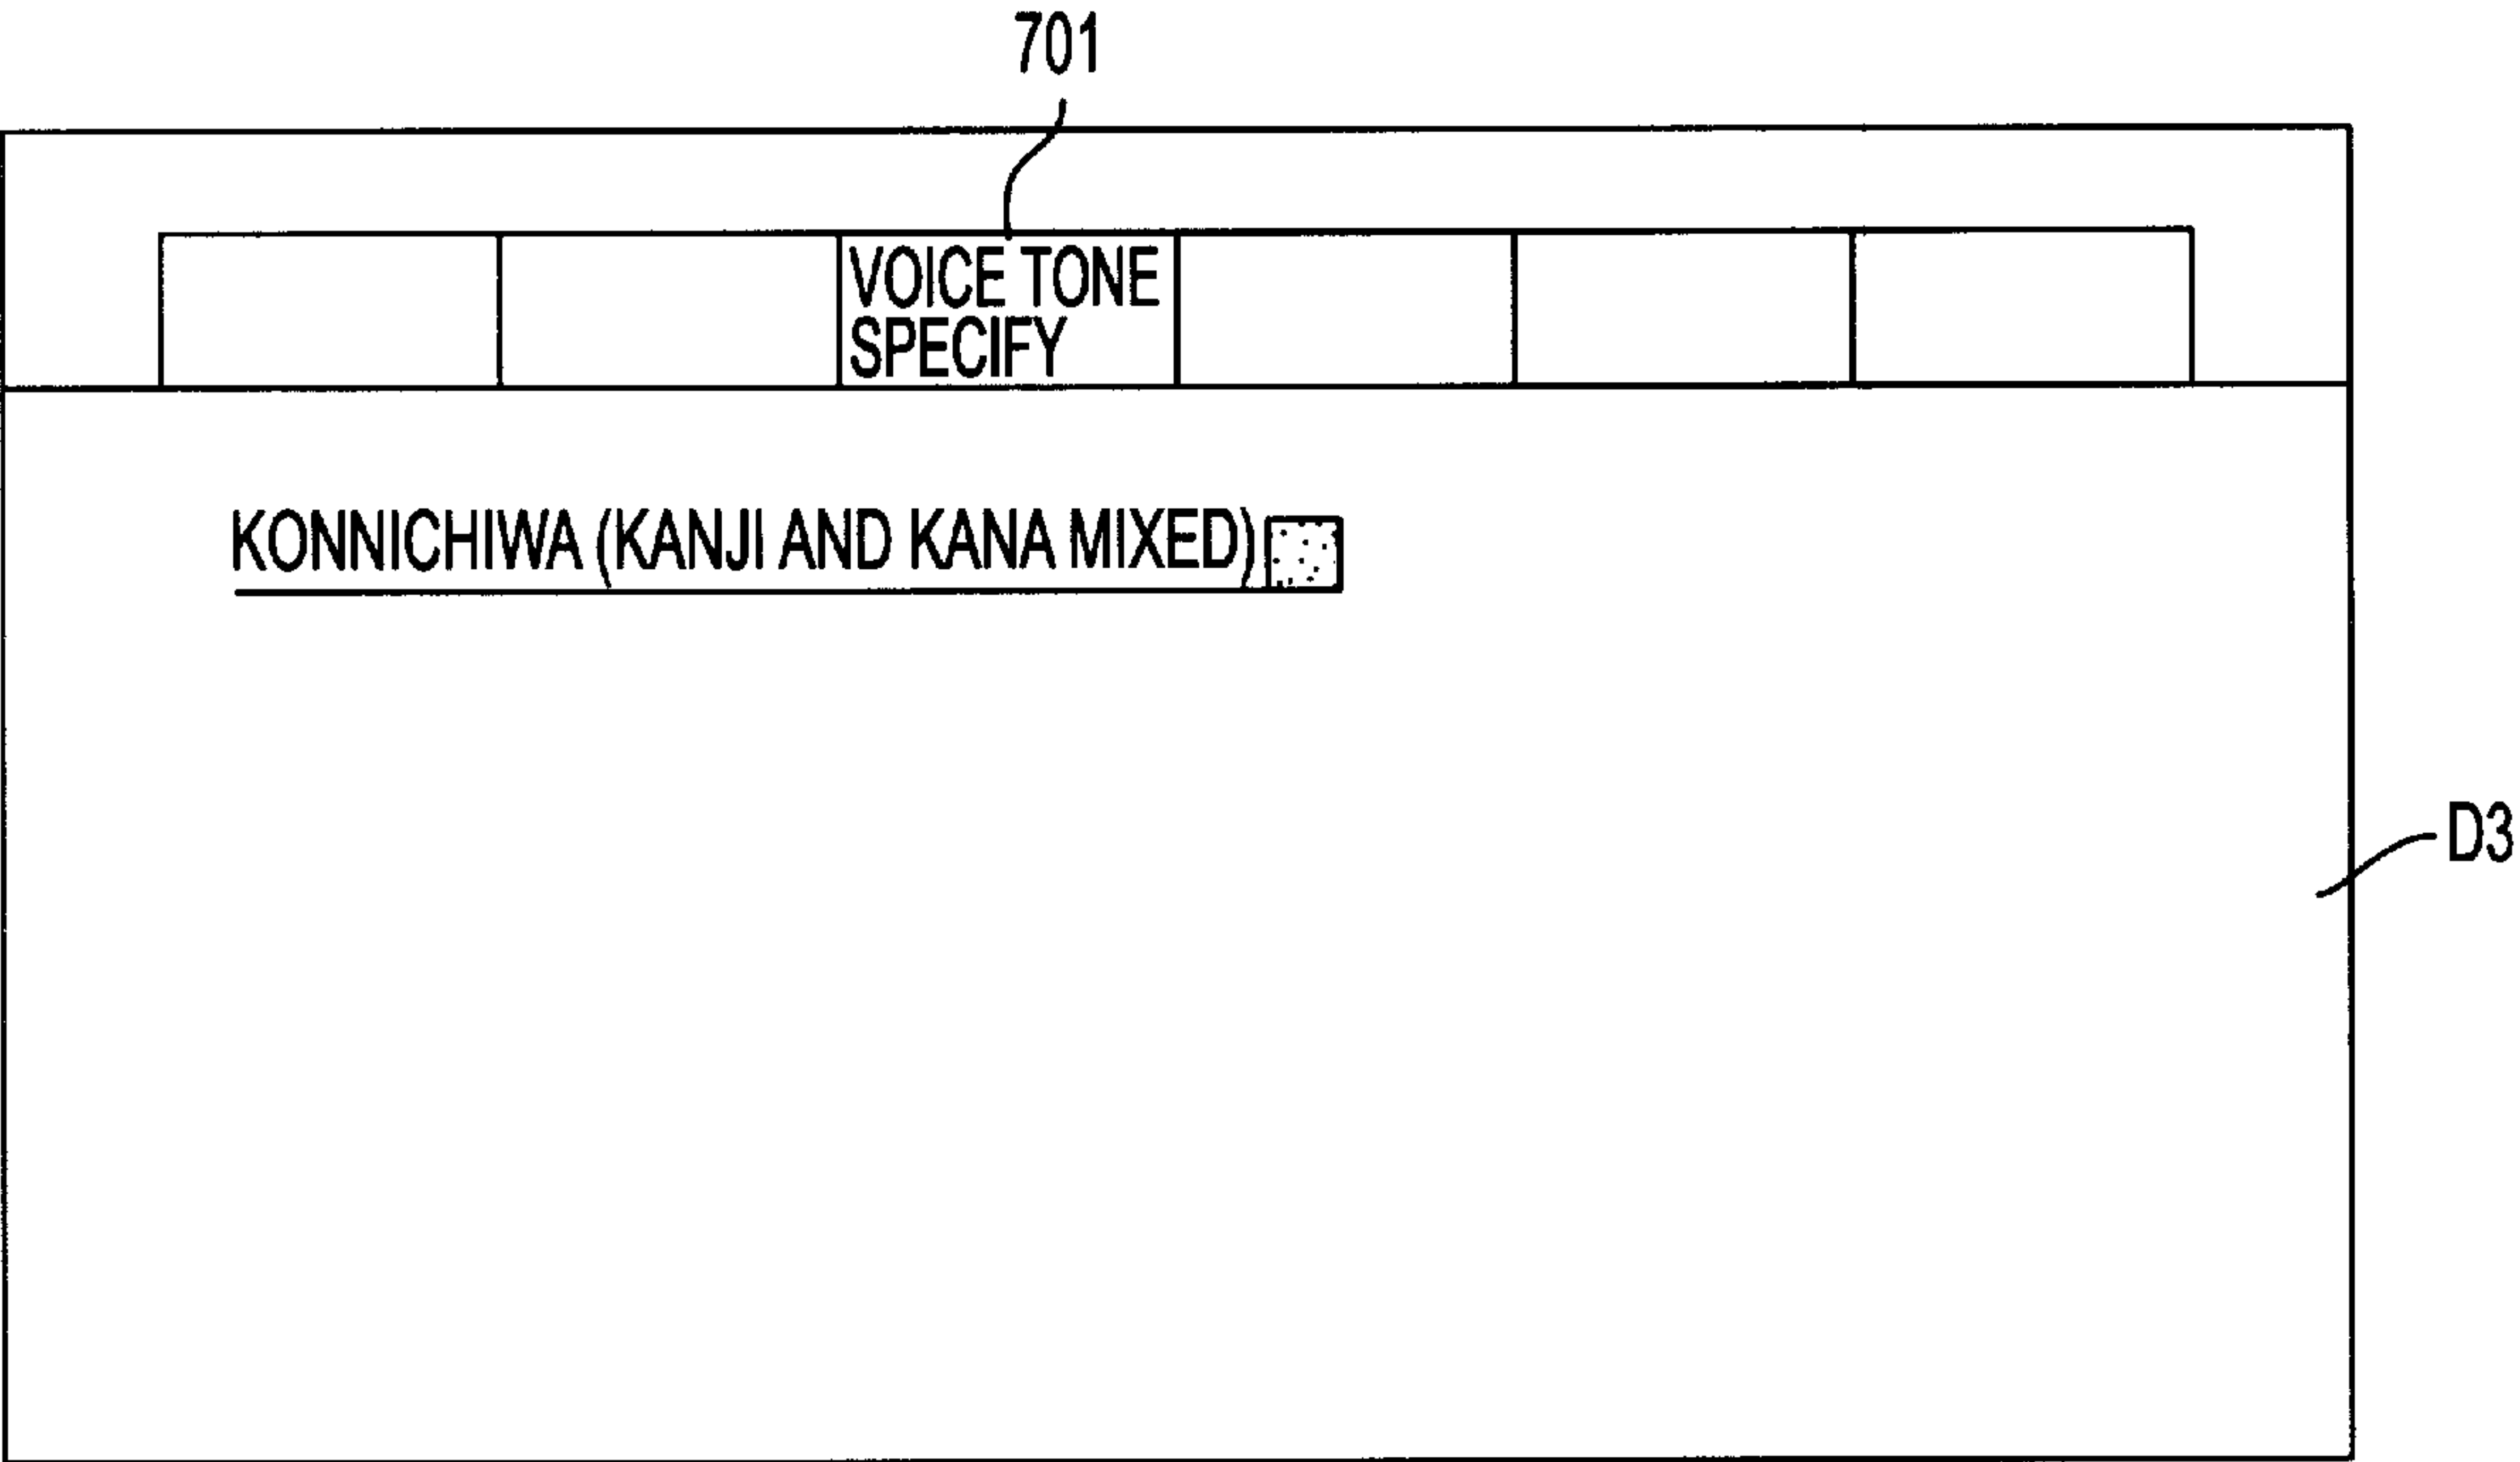 701
VOICE TONE
SPECIFY
KONNICHIWA (KANJI AND KANA MIXED)
D3